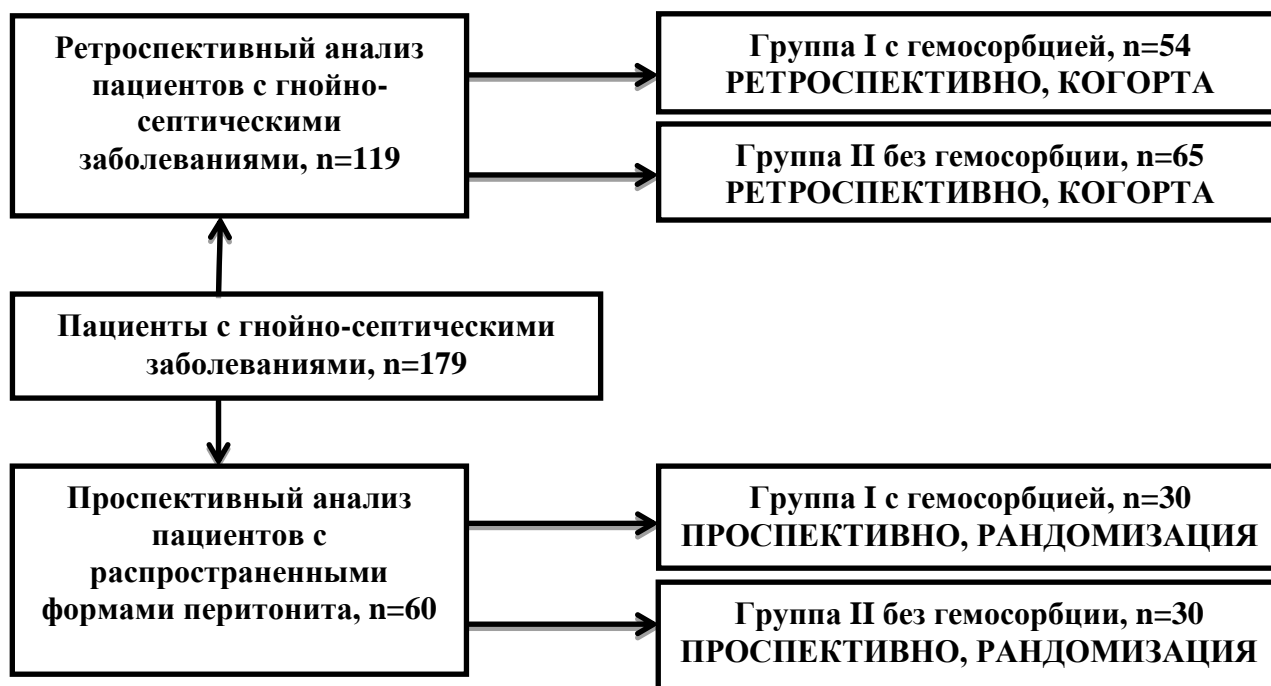 Ретроспективный анализ
пациентов с гнойно-
септическими
заболеваниями, n=119
Группа I с гемосорбцией, n=54
РЕТРОСПЕКТИВНО, КОГОРТА
Группа II без гемосорбции, n=65
РЕТРОСПЕКТИВНО, КОГОРТА
Пациенты с гнойно-септическими
заболеваниями, n=179
Проспективный анализ
пациентов с
распространенными
формами перитонита, n=60
Группа I с гемосорбцией, n=30
ПРОСПЕКТИВНО, РАНДОМИЗАЦИЯ
Группа II без гемосорбции, n=30
ПРОСПЕКТИВНО, РАНДОМИЗАЦИЯ